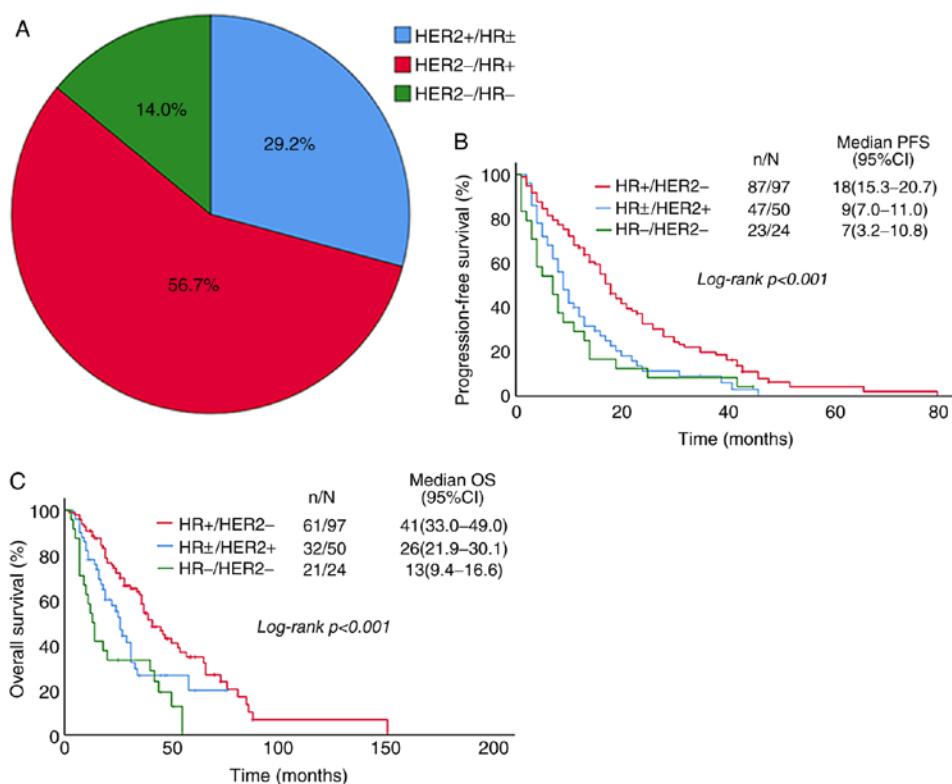 A
HER2+/HR±
HER2−/HR+
HER2−/HR−
14.0%
29.2%
56.7%
B
n/N
Median PFS
(95%CI)
HR+/HER2- 87/97 18(15.3–20.7)
HR±/HER2+ 47/50 9(7.0–11.0)
HR−/HER2− 23/24 7(3.2–10.8)
Log-rank p<0.001
Progression-free survival (%)
100
80
60
40
20
0
0 20 40 60 80
Time (months)
C
n/N
Median OS
(95%CI)
HR+/HER2− 61/97 41(33.0–49.0)
HR±/HER2+ 32/50 26(21.9–30.1)
HR−/HER2− 21/24 13(9.4–16.6)
Log-rank p<0.001
Overall survival (%)
100
80
60
40
20
0
0 50 100 150 200
Time (months)